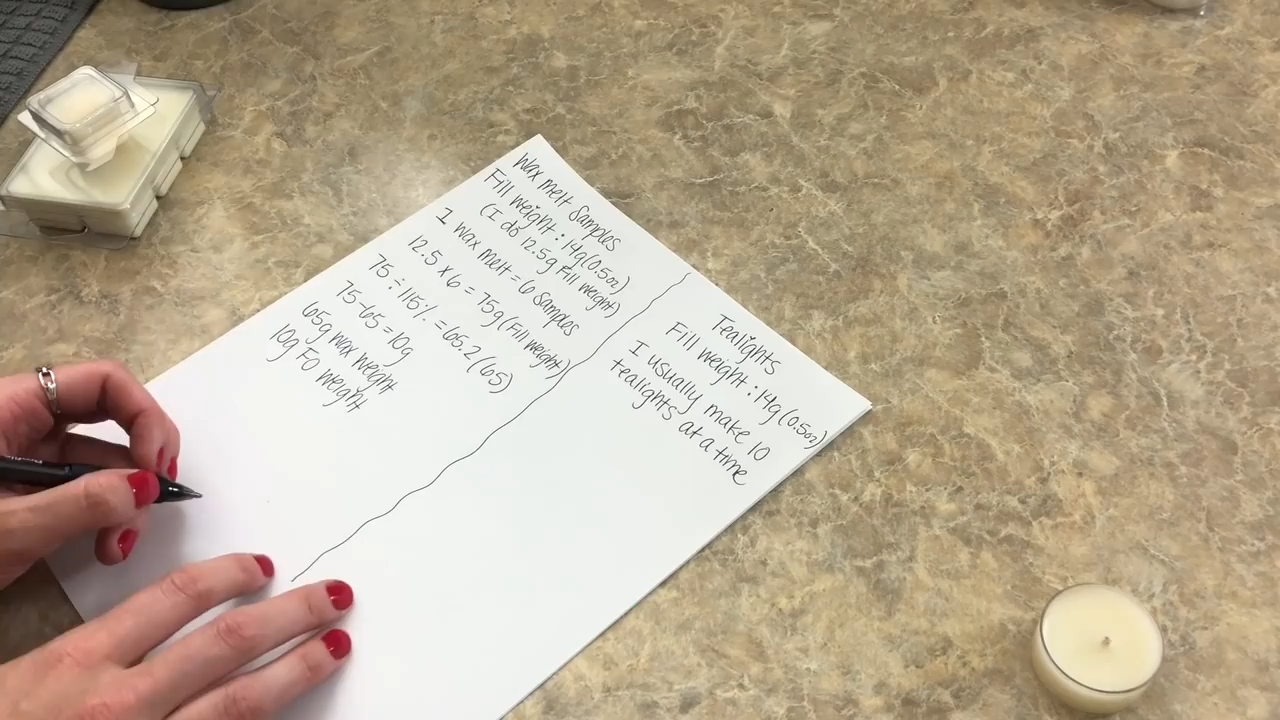 Wax melt Samples
Fill weight: 14g (0.5oz)
(I do 12.5g Fill weight)
1 wax melt = 6 Samples
12.5 x 6 = 75g (Fill weight)
75 ÷ 115% = 65.2 (65)
75-65 = 10g
65g wax weight
10g FO weight
Tealights
Fill weight: 14g (0.5oz)
I usually make 10
tealights at a time